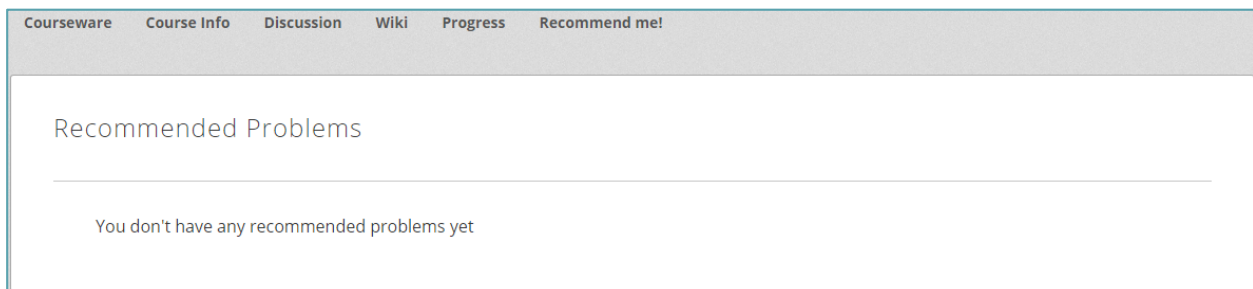 Courseware Course Info Discussion Wiki Progress Recommend me!
Recommended Problems
You don't have any recommended problems yet